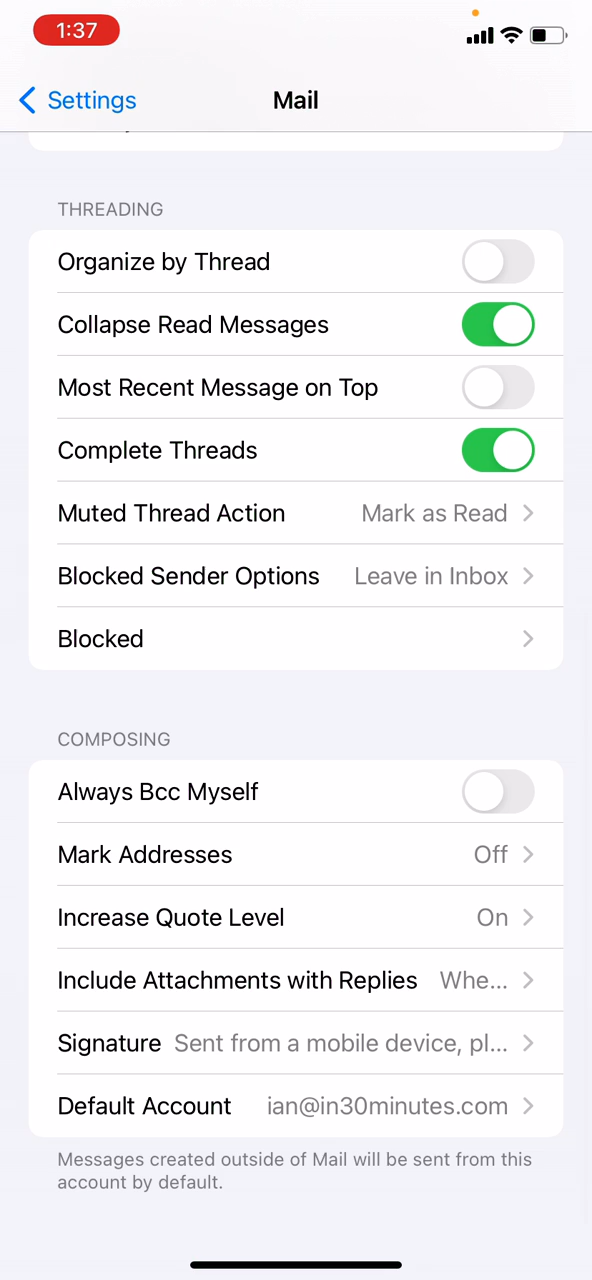 1:37
Settings
Mail
THREADING
Organize by Thread
Collapse Read Messages
Most Recent Message on Top
Complete Threads
Muted Thread Action Mark as Read
Blocked Sender Options Leave in Inbox
Blocked
COMPOSING
Always Bcc Myself
Mark Addresses Off
Increase Quote Level On
Include Attachments with Replies Whe...
Signature Sent from a mobile device, pl...
Default Account ian@in30minutes.com
Messages created outside of Mail will be sent from this
account by default.